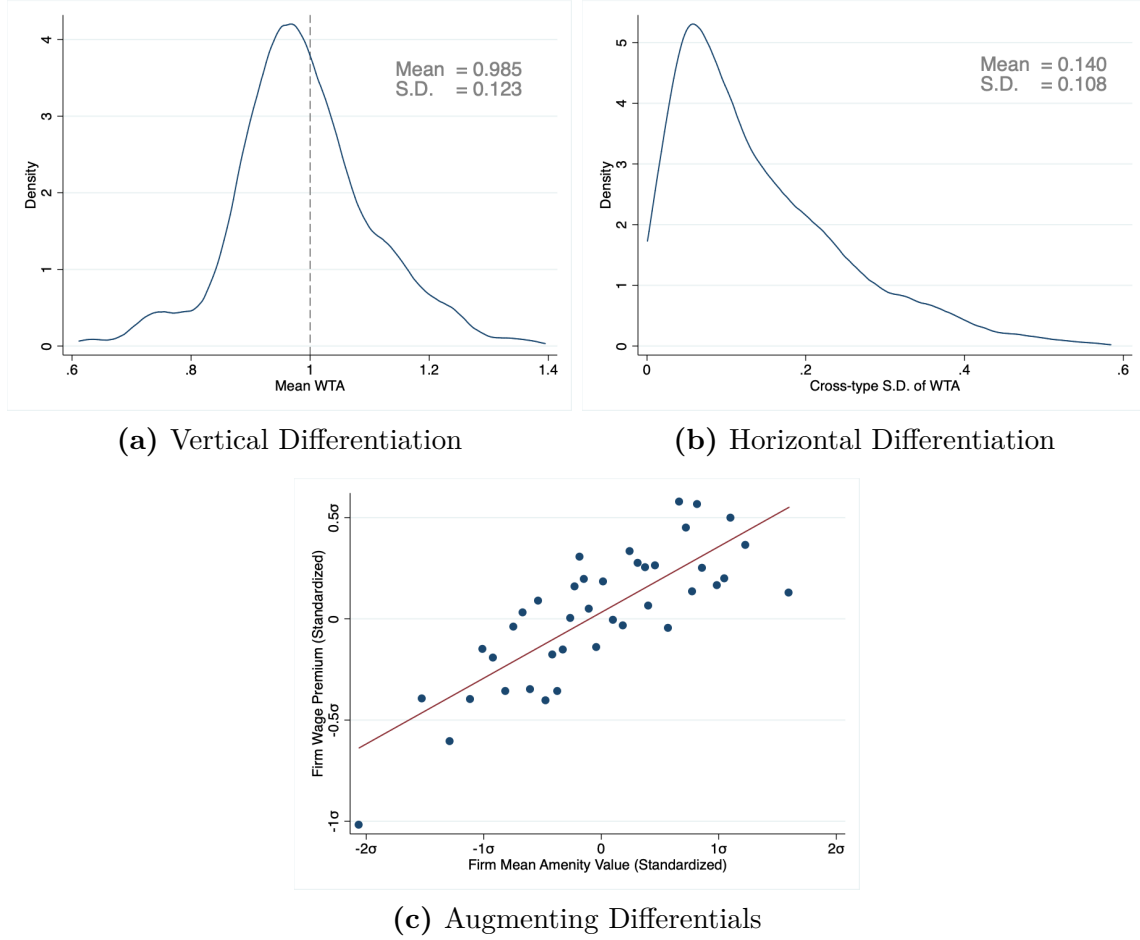 Density
4
3
2
1
0
Mean = 0.985
S.D. = 0.123
.6 .8 1 1.2 1.4
Mean WTA
(a) Vertical Differentiation
Density
5
4
3
2
1
0
Mean = 0.140
S.D. = 0.108
0 .2 .4 .6
Cross-type S.D. of WTA
(b) Horizontal Differentiation
Firm Wage Premium (Standardized)
0.5σ
0
-0.5σ
-1σ
-2σ -1σ 0 1σ 2σ
Firm Mean Amenity Value (Standardized)
(c) Augmenting Differentials